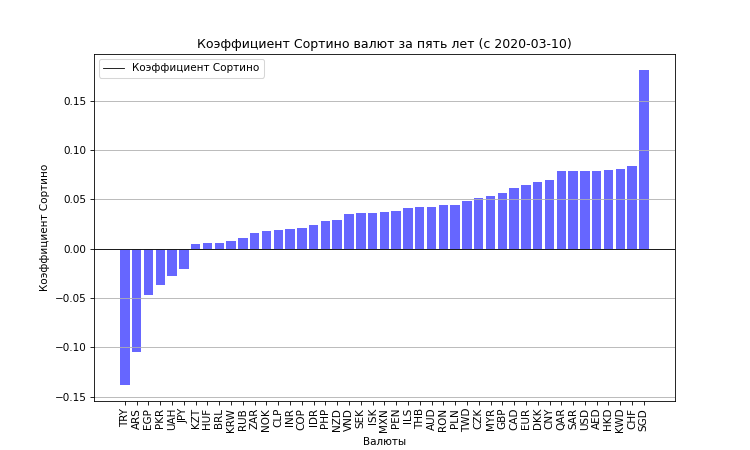 Коэффициент Сортино валют за пять лет (с 2020-03-10)
Коэффициент Сортино
0.15
0.10
0.05
0.00
−0.05
−0.10
−0.15
Коэффициент Сортино
TRY ARS EGP PKR UAH JPY KZT HUF BRL KRW RUB ZAR NOK CLP INR COP IDR PHP NZD VND SEK ISK MXN PEN ILS THB AUD RON PLN TWD CZK MYR GBP CAD EUR DKK CNY QAR SAR USD AED HKD KWD CHF SGD
Валюты